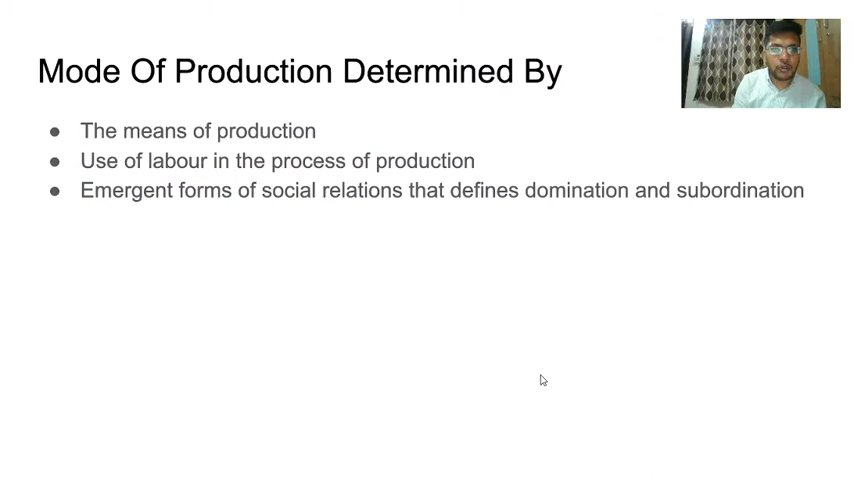 Mode Of Production Determined By
● The means of production
● Use of labour in the process of production
● Emergent forms of social relations that defines domination and subordination